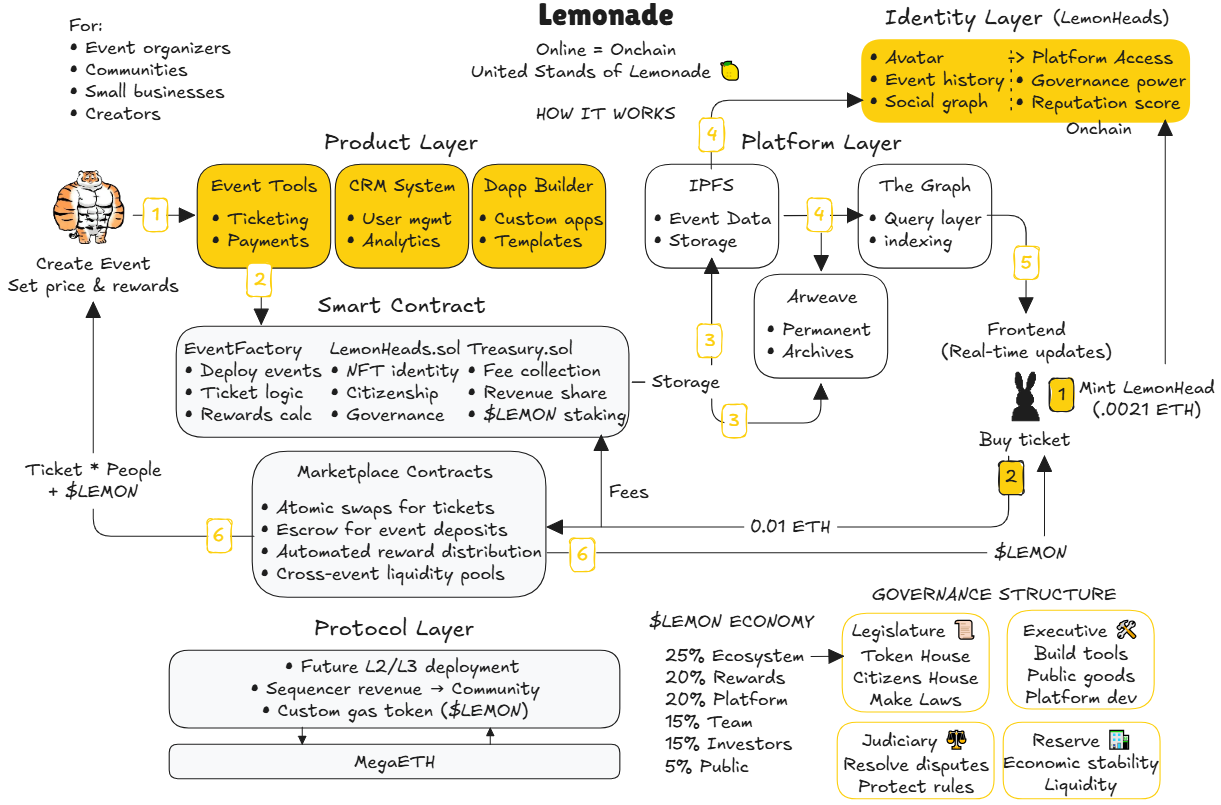 Lemonade
Online = Onchain
United Stands of Lemonade
HOW IT WORKS
For:
• Event organizers
• Communities
• Small businesses
• Creators
Identity Layer (LemonHeads)
• Avatar
• Event history
• Social graph
-> • Platform Access
• Governance power
• Reputation score
Onchain
Product Layer
1
Create Event
Set price & rewards
Event Tools
• Ticketing
• Payments
CRM System
• User mgmt
• Analytics
Dapp Builder
• Custom apps
• Templates
2
Platform Layer
4
IPFS
• Event Data
• Storage
4
The Graph
• Query layer
• indexing
5
Arweave
• Permanent
• Archives
3
3
Smart Contract
EventFactory
• Deploy events
• Ticket logic
• Rewards calc
LemonHeads.sol
• NFT identity
• Citizenship
• Governance
Treasury.sol
• Fee collection
• Revenue share
• $LEMON staking
Storage
Frontend
(Real-time updates)
1
Mint LemonHead
(.0021 ETH)
Buy ticket
2
Ticket * People
+ $LEMON
6
Marketplace Contracts
• Atomic swaps for tickets
• Escrow for event deposits
• Automated reward distribution
• Cross-event liquidity pools
Fees
0.01 ETH
6
$LEMON
Protocol Layer
• Future L2/L3 deployment
• Sequencer revenue → Community
• Custom gas token ($LEMON)
MegaETH
$LEMON ECONOMY
25% Ecosystem
20% Rewards
20% Platform
15% Team
15% Investors
5% Public
GOVERNANCE STRUCTURE
Legislature
Token House
Citizens House
Make Laws
Executive
Build tools
Public goods
Platform dev
Judiciary
Resolve disputes
Protect rules
Reserve
Economic stability
Liquidity